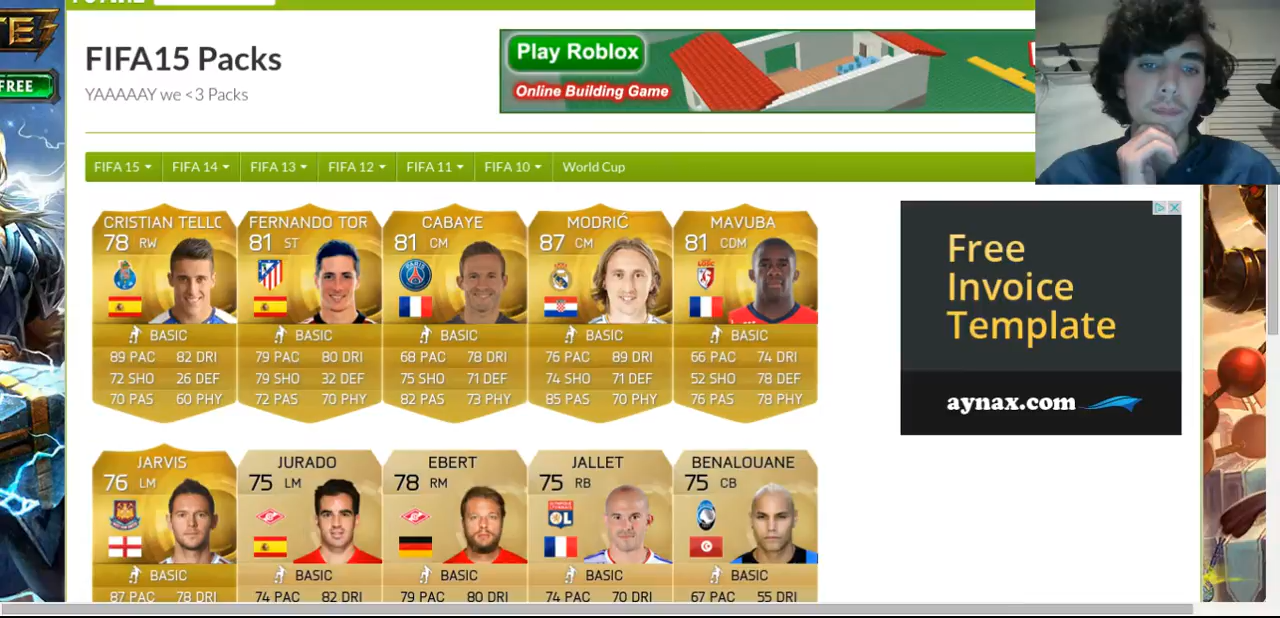 FREE
FIFA15 Packs
YAAAAAY we <3 Packs
Play Roblox
Online Building Game
FIFA 15 FIFA 14 FIFA 13 FIFA 12 FIFA 11 FIFA 10 World Cup
CRISTIAN TELLO FERNANDO TOR CABAYE MODRIĆ MAVUBA
78 RW 81 ST 81 CM 87 CM 81 CDM
BASIC BASIC BASIC BASIC BASIC
89 PAC 82 DRI 79 PAC 80 DRI 68 PAC 78 DRI 76 PAC 89 DRI 66 PAC 74 DRI
72 SHO 26 DEF 79 SHO 32 DEF 75 SHO 71 DEF 74 SHO 71 DEF 52 SHO 78 DEF
70 PAS 60 PHY 72 PAS 70 PHY 82 PAS 73 PHY 85 PAS 70 PHY 76 PAS 78 PHY
JARVIS JURADO EBERT JALLET BENALOUANE
76 LM 75 LM 78 RM 75 RB 75 CB
BASIC BASIC BASIC BASIC BASIC
87 PAC 78 DRI 74 PAC 82 DRI 79 PAC 80 DRI 74 PAC 70 DRI 67 PAC 55 DRI
Free
Invoice
Template
aynax.com